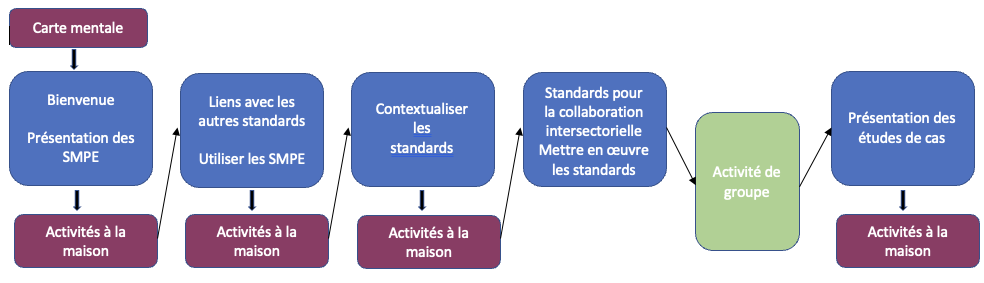 Carte mentale
Bienvenue
Présentation des
SMPE
Activités à la
maison
Liens avec les
autres standards
Utiliser les SMPE
Activités à la
maison
Contextualiser
les
standards
Activités à la
maison
Standards pour
la collaboration
intersectorielle
Mettre en œuvre
les standards
Activité de
groupe
Présentation des
études de cas
Activités à la
maison